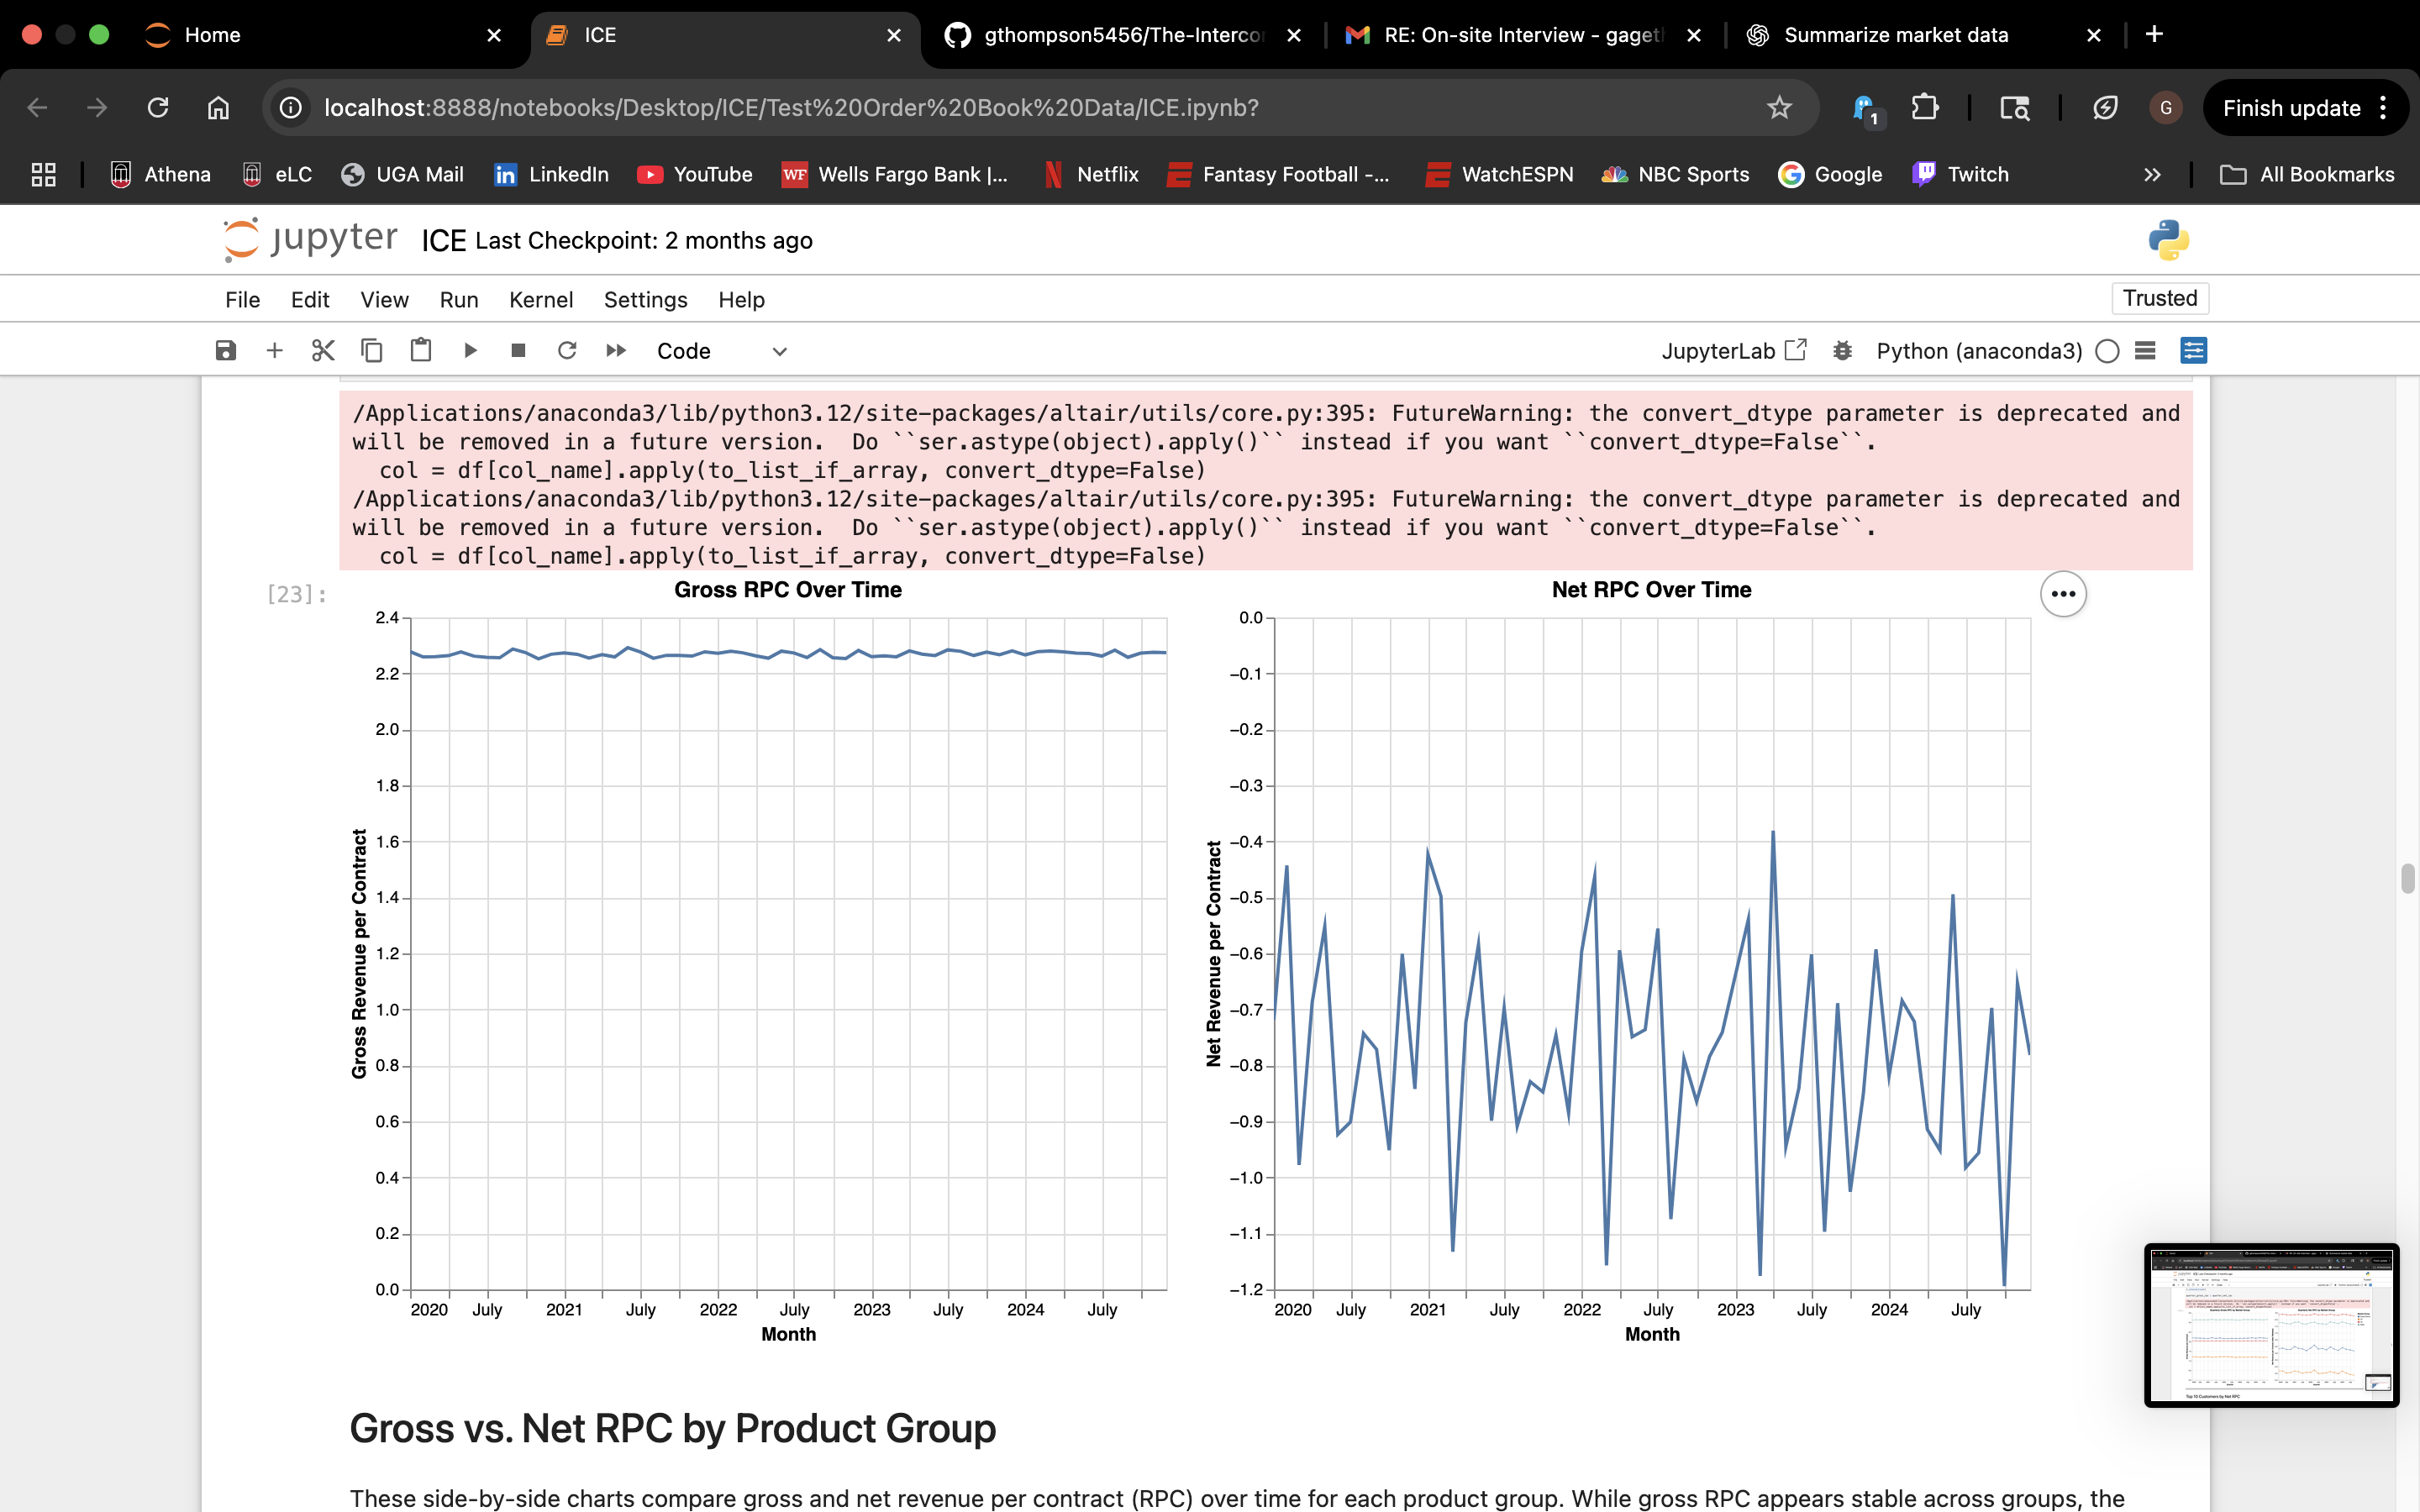 Home
ICE
gthompson5456/The-Interco
RE: On-site Interview - gageth
Summarize market data
localhost:8888/notebooks/Desktop/ICE/Test%20Order%20Book%20Data/ICE.ipynb?
1
G
Finish update
Athena
eLC
UGA Mail
LinkedIn
YouTube
WF
Wells Fargo Bank |...
Netflix
Fantasy Football -...
WatchESPN
NBC Sports
Google
Twitch
All Bookmarks
jupyter ICE Last Checkpoint: 2 months ago
File Edit View Run Kernel Settings Help
Trusted
Code
JupyterLab
Python (anaconda3)
/Applications/anaconda3/lib/python3.12/site-packages/altair/utils/core.py:395: FutureWarning: the convert_dtype parameter is deprecated and
will be removed in a future version.  Do ``ser.astype(object).apply()`` instead if you want ``convert_dtype=False``.
  col = df[col_name].apply(to_list_if_array, convert_dtype=False)
/Applications/anaconda3/lib/python3.12/site-packages/altair/utils/core.py:395: FutureWarning: the convert_dtype parameter is deprecated and
will be removed in a future version.  Do ``ser.astype(object).apply()`` instead if you want ``convert_dtype=False``.
  col = df[col_name].apply(to_list_if_array, convert_dtype=False)
[23]:
Gross RPC Over Time
2.4
2.2
2.0
1.8
1.6
1.4
1.2
1.0
0.8
0.6
0.4
0.2
0.0
Gross Revenue per Contract
2020 July 2021 July 2022 July 2023 July 2024 July
Month
Net RPC Over Time
0.0
−0.1
−0.2
−0.3
−0.4
−0.5
−0.6
−0.7
−0.8
−0.9
−1.0
−1.1
−1.2
Net Revenue per Contract
2020 July 2021 July 2022 July 2023 July 2024 July
Month
Gross vs. Net RPC by Product Group
These side-by-side charts compare gross and net revenue per contract (RPC) over time for each product group. While gross RPC appears stable across groups, the